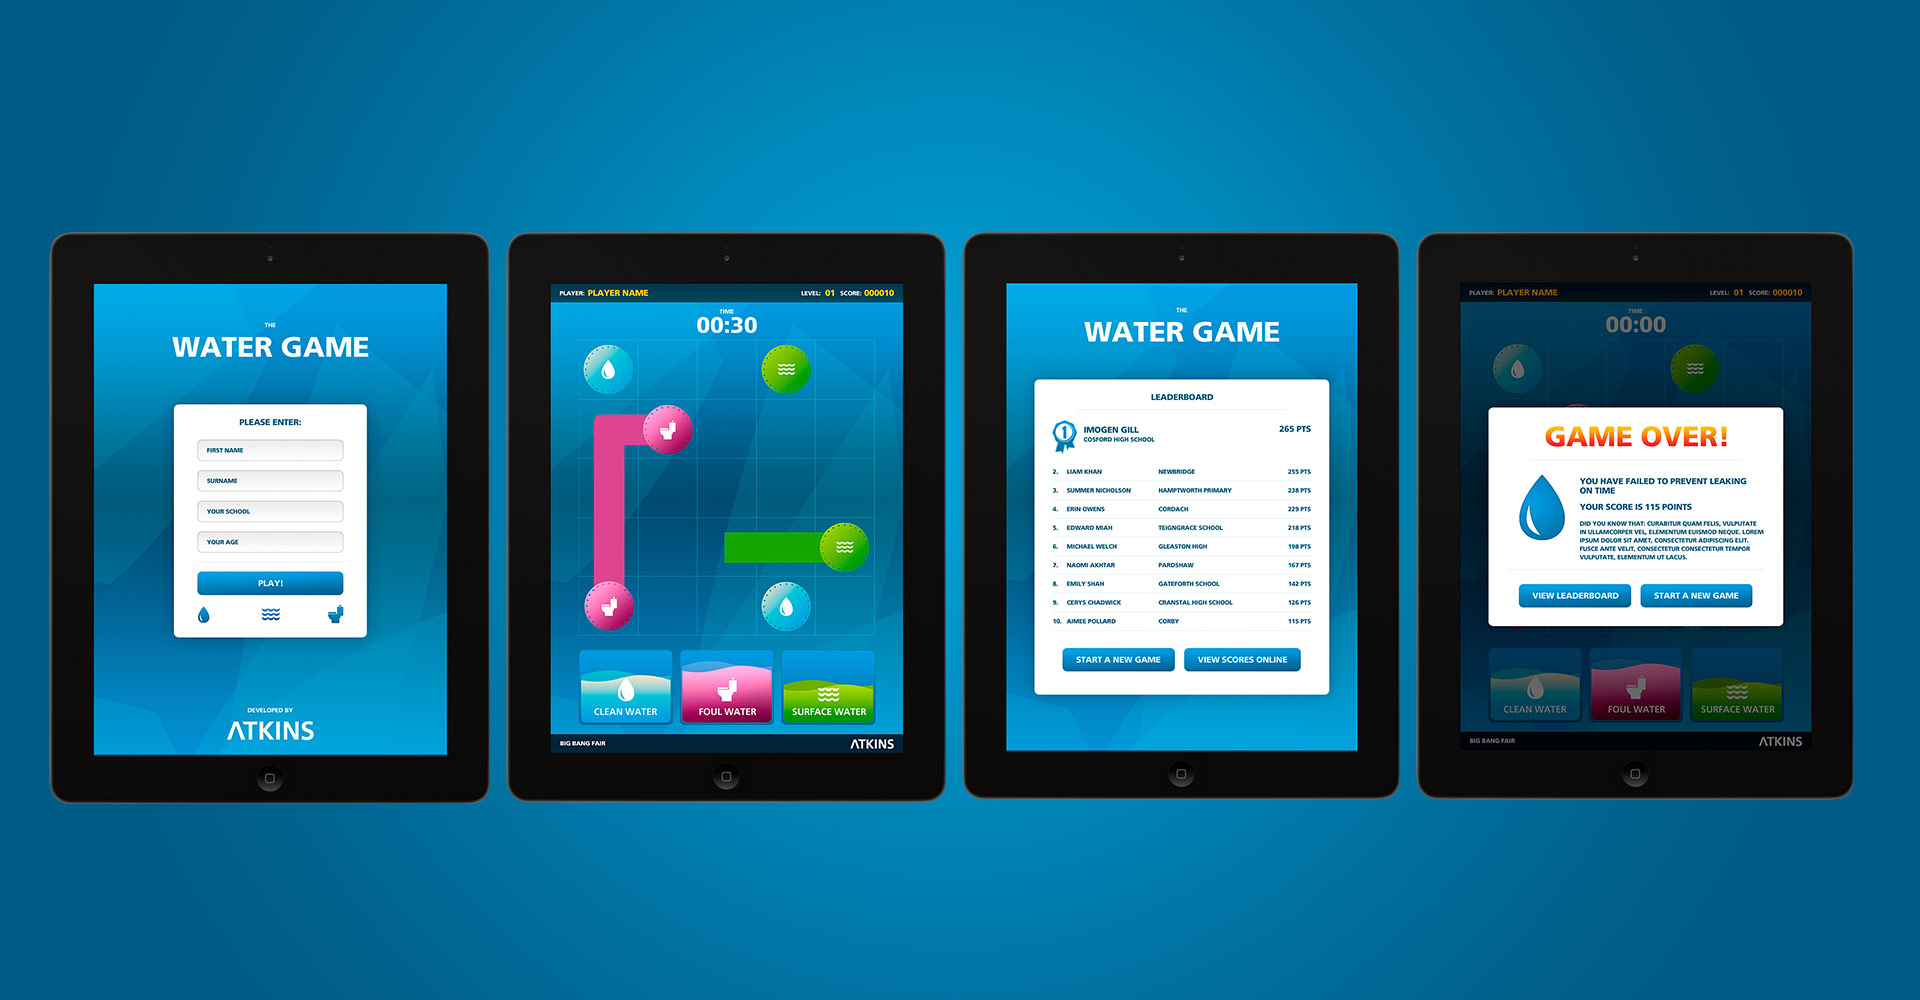 THE
WATER GAME
PLEASE ENTER:
FIRST NAME
SURNAME
YOUR SCHOOL
YOUR AGE
PLAY!
DEVELOPED BY
ATKINS
PLAYER: PLAYER NAME LEVEL: 01 SCORE: 000010
TIME
00:30
CLEAN WATER FOUL WATER SURFACE WATER
BIG BANG FAIR ATKINS
THE
WATER GAME
LEADERBOARD
1 IMOGEN GILL 265 PTS
COSFORD HIGH SCHOOL
2. LIAM KHAN NEWBRIDGE 255 PTS
3. SUMMER NICHOLSON HAMPTWORTH PRIMARY 238 PTS
4. ERIN OWENS CORDACH 229 PTS
5. EDWARD MIAH TEIGNGRACE SCHOOL 218 PTS
6. MICHAEL WELCH GLEASTON HIGH 198 PTS
7. NAOMI AKHTAR PARDSHAW 167 PTS
8. EMILY SHAH GATEFORTH SCHOOL 142 PTS
9. CERYS CHADWICK CRANSTAL HIGH SCHOOL 126 PTS
10. AIMEE POLLARD CORBY 115 PTS
START A NEW GAME VIEW SCORES ONLINE
PLAYER: PLAYER NAME LEVEL: 01 SCORE: 000010
TIME
00:00
GAME OVER!
YOU HAVE FAILED TO PREVENT LEAKING
ON TIME
YOUR SCORE IS 115 POINTS
DID YOU KNOW THAT: CURABITUR QUAM FELIS, VULPUTATE
IN ULLAMCORPER VEL, ELEMENTUM EUISMOD NEQUE. LOREM
IPSUM DOLOR SIT AMET, CONSECTETUR ADIPISCING ELIT.
FUSCE ANTE VELIT, CONSECTETUR CONSECTETUR TEMPOR
VULPUTATE, ELEMENTUM UT LACUS.
VIEW LEADERBOARD START A NEW GAME
CLEAN WATER FOUL WATER SURFACE WATER
BIG BANG FAIR ATKINS